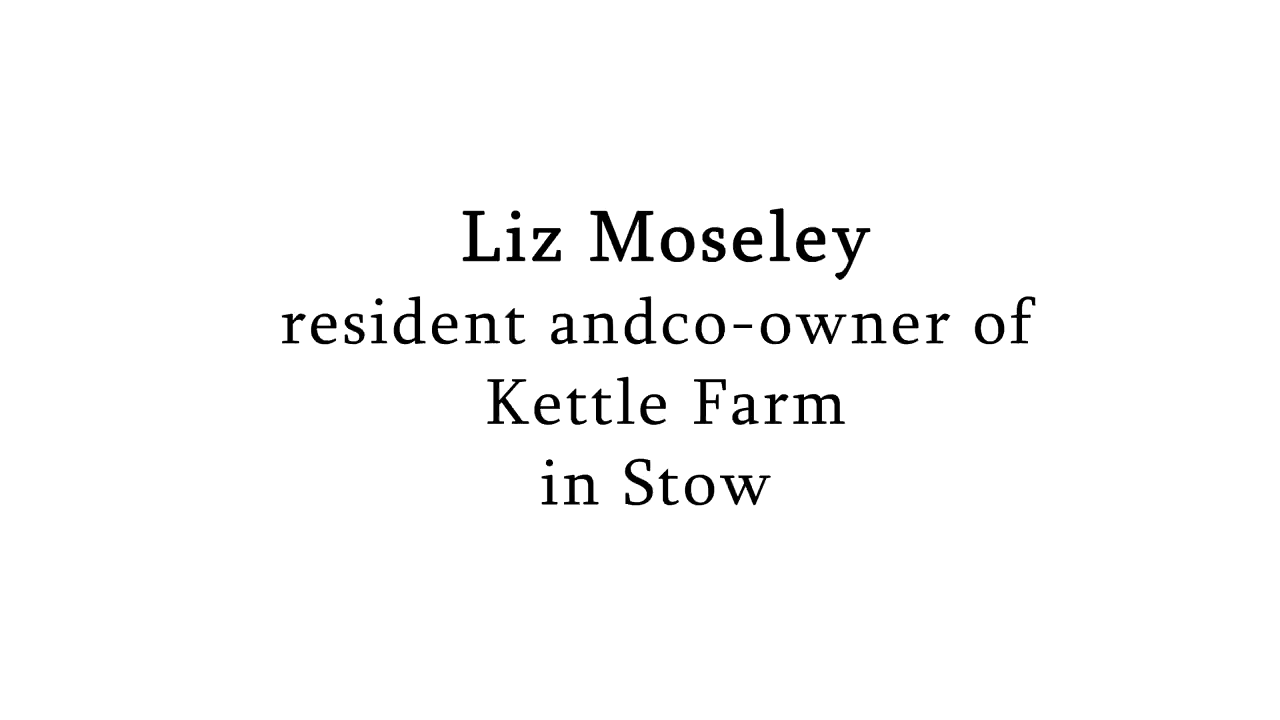 Liz Moseley
resident andco-owner of
Kettle Farm
in Stow